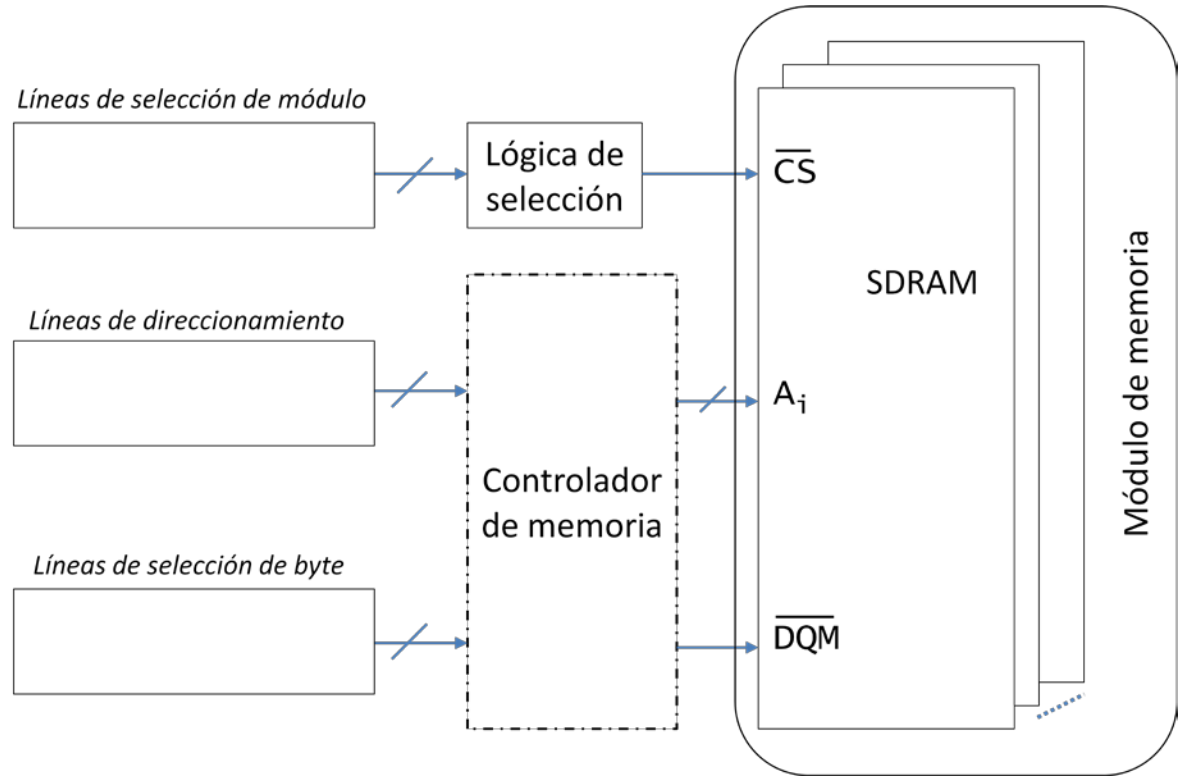 Líneas de selección de módulo
Lógica de
selección
CS
SDRAM
Líneas de direccionamiento
Ai
Controlador
de memoria
Módulo de memoria
Líneas de selección de byte
DQM